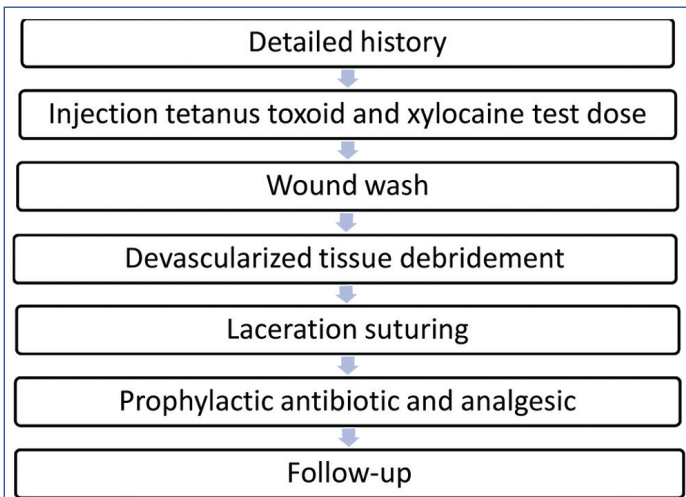 Detailed history
Injection tetanus toxoid and xylocaine test dose
Wound wash
Devascularized tissue debridement
Laceration suturing
Prophylactic antibiotic and analgesic
Follow-up